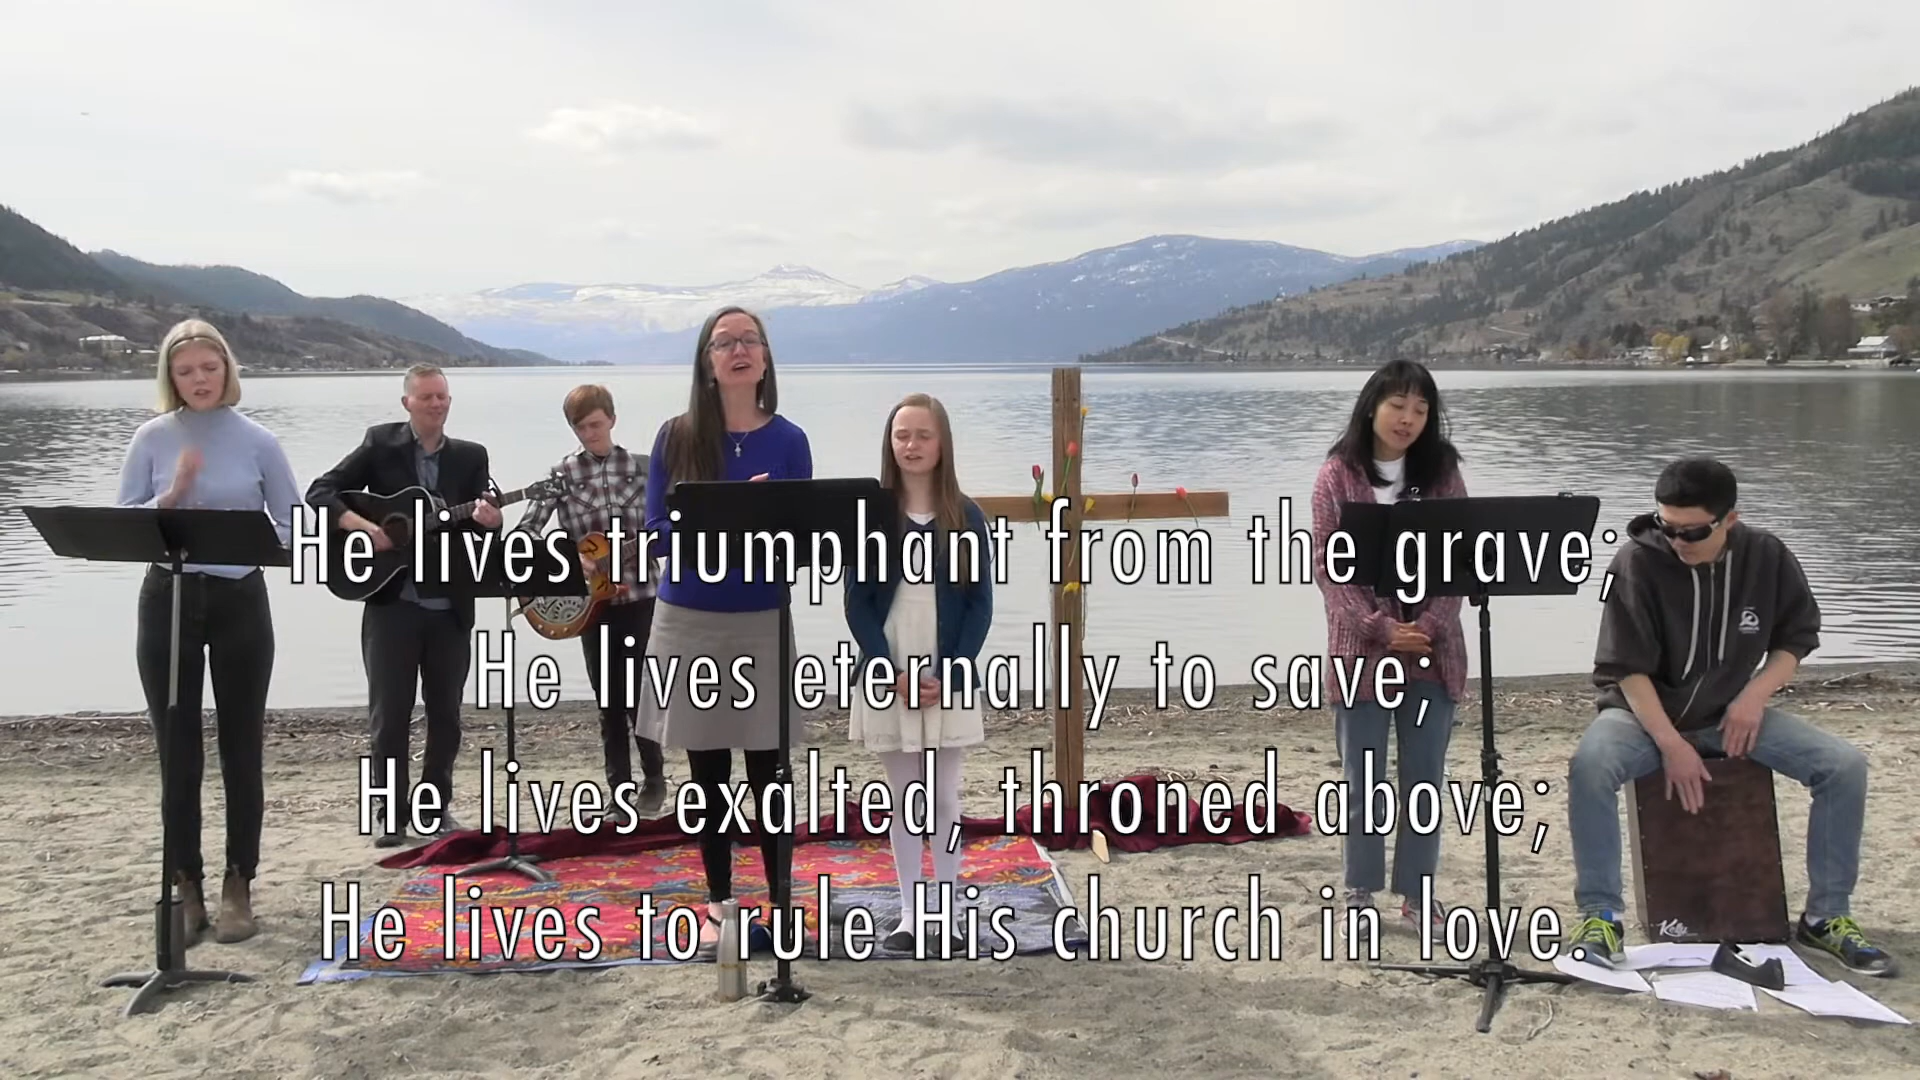 He lives triumphant from the grave;
He lives eternally to save;
He lives exalted, throned above;
He lives to rule His church in love.